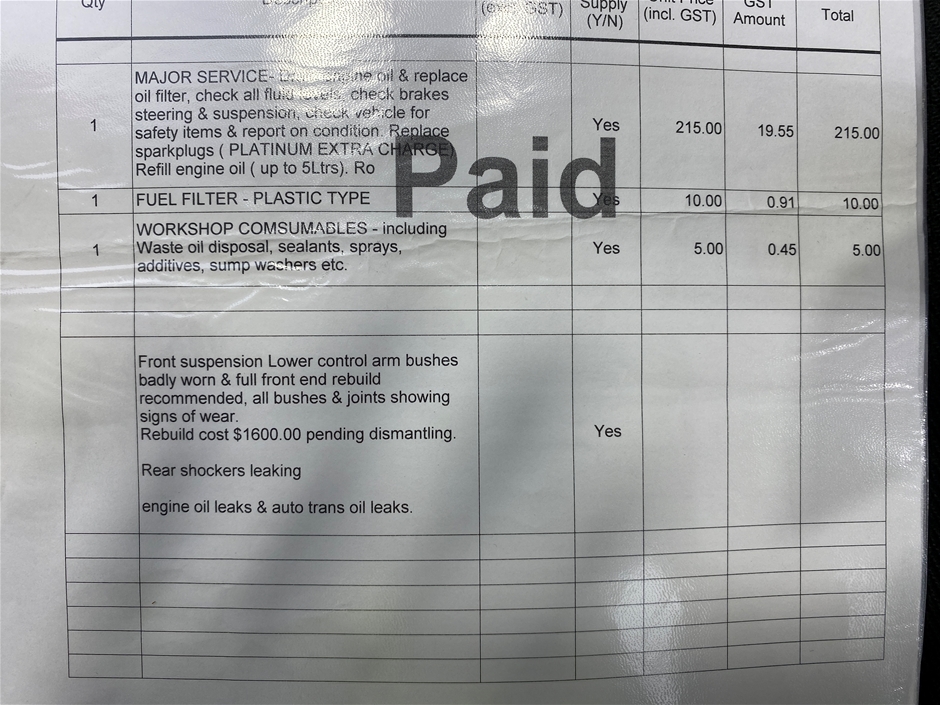 Qty
(excl GST)
Supply
(Y/N)
Unit Price
(incl. GST)
GST
Amount
Total
1
MAJOR SERVICE- engine oil & replace
oil filter, check all fluid levels, check brakes
steering & suspension, check vehicle for
safety items & report on condition. Replace
sparkplugs ( PLATINUM EXTRA CHARGE)
Refill engine oil ( up to 5Ltrs). Ro
Yes
215.00
19.55
215.00
Paid
1
FUEL FILTER - PLASTIC TYPE
Yes
10.00
0.91
10.00
1
WORKSHOP COMSUMABLES - including
Waste oil disposal, sealants, sprays,
additives, sump washers etc.
Yes
5.00
0.45
5.00
Front suspension Lower control arm bushes
badly worn & full front end rebuild
recommended, all bushes & joints showing
signs of wear.
Rebuild cost $1600.00 pending dismantling.
Yes
Rear shockers leaking
engine oil leaks & auto trans oil leaks.